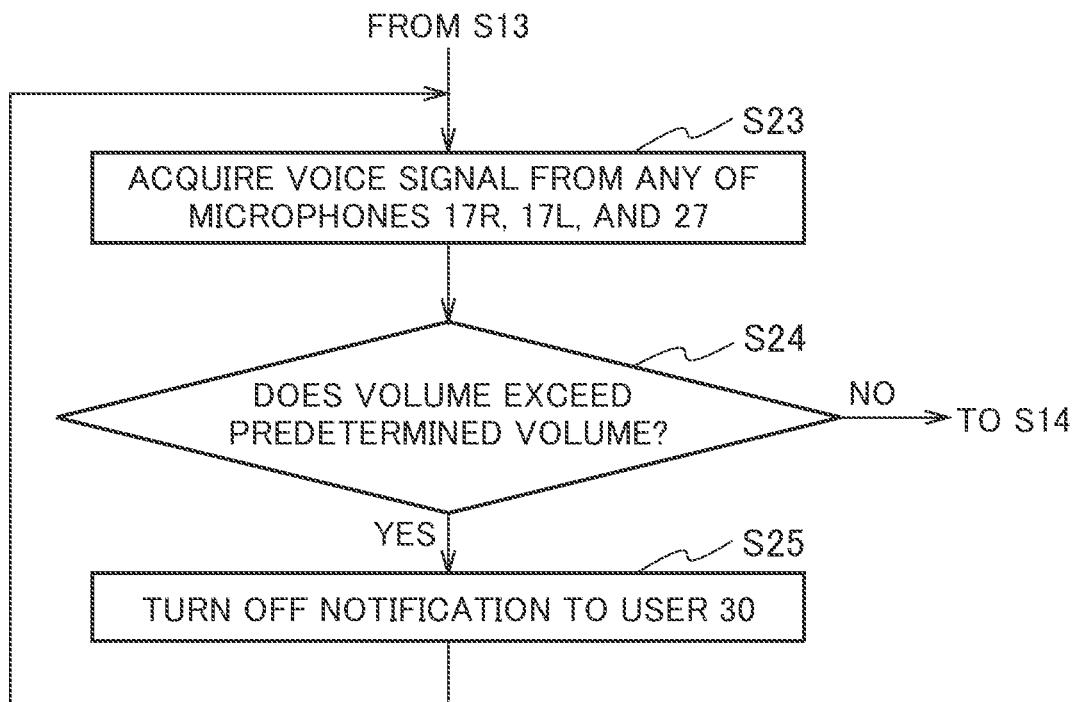 FROM S13
S23
ACQUIRE VOICE SIGNAL FROM ANY OF
MICROPHONES 17R, 17L, AND 27
S24
DOES VOLUME EXCEED
PREDETERMINED VOLUME?
NO
TO S14
YES
S25
TURN OFF NOTIFICATION TO USER 30